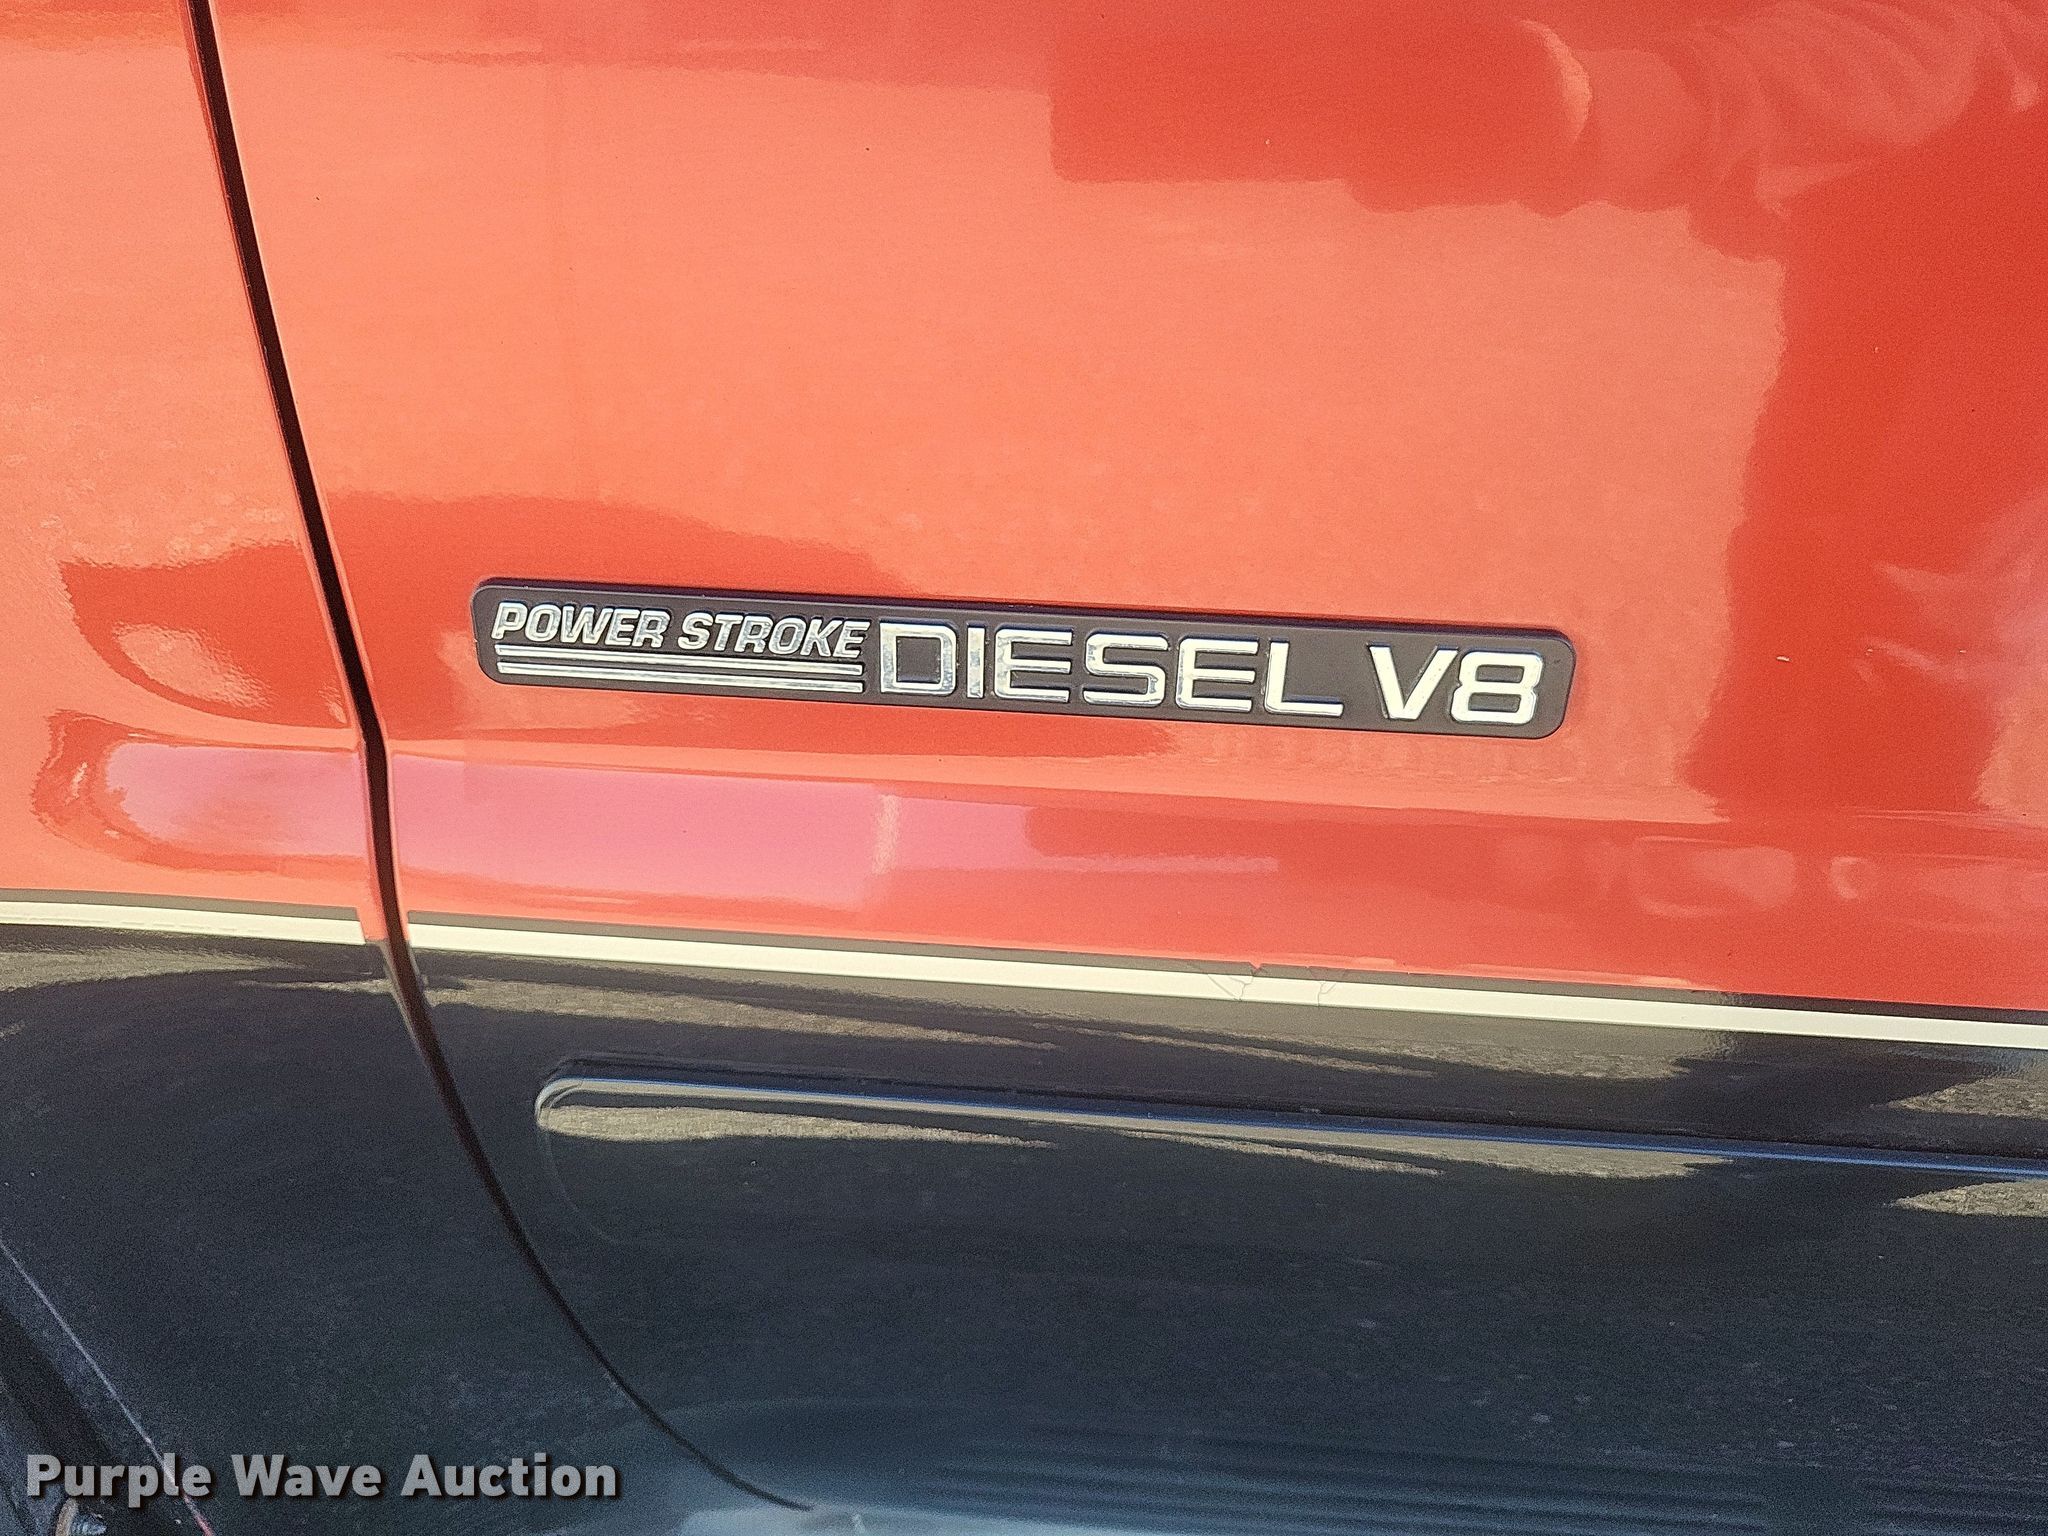 POWER STROKE DIESEL V8
Purple Wave Auction